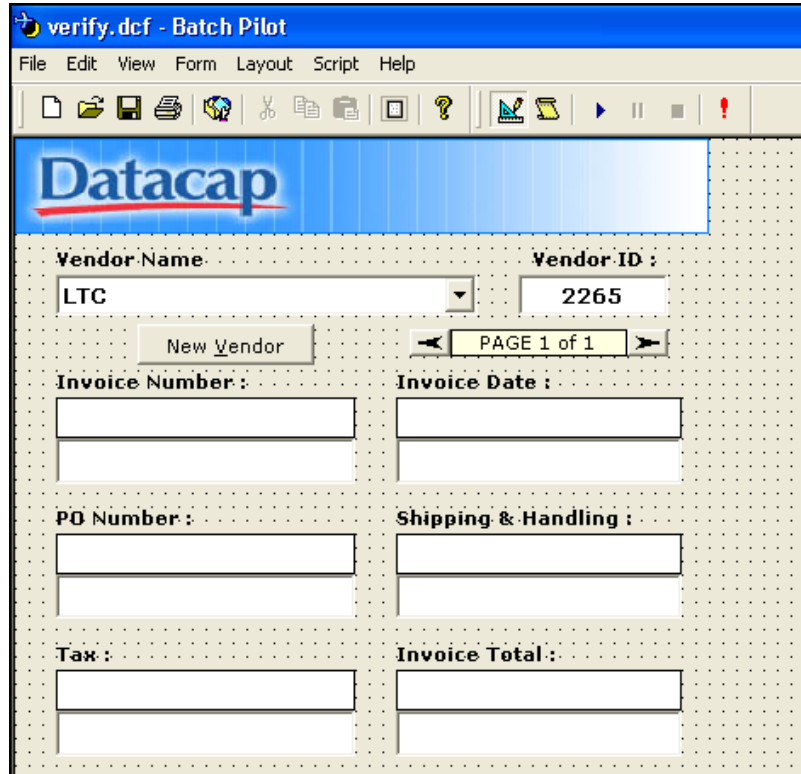 verify.dcf - Batch Pilot
File Edit View Form Layout Script Help
Datacap
Vendor Name Vendor ID :
LTC 2265
New Vendor PAGE 1 of 1
Invoice Number : Invoice Date :
PO Number : Shipping & Handling :
Tax : Invoice Total :